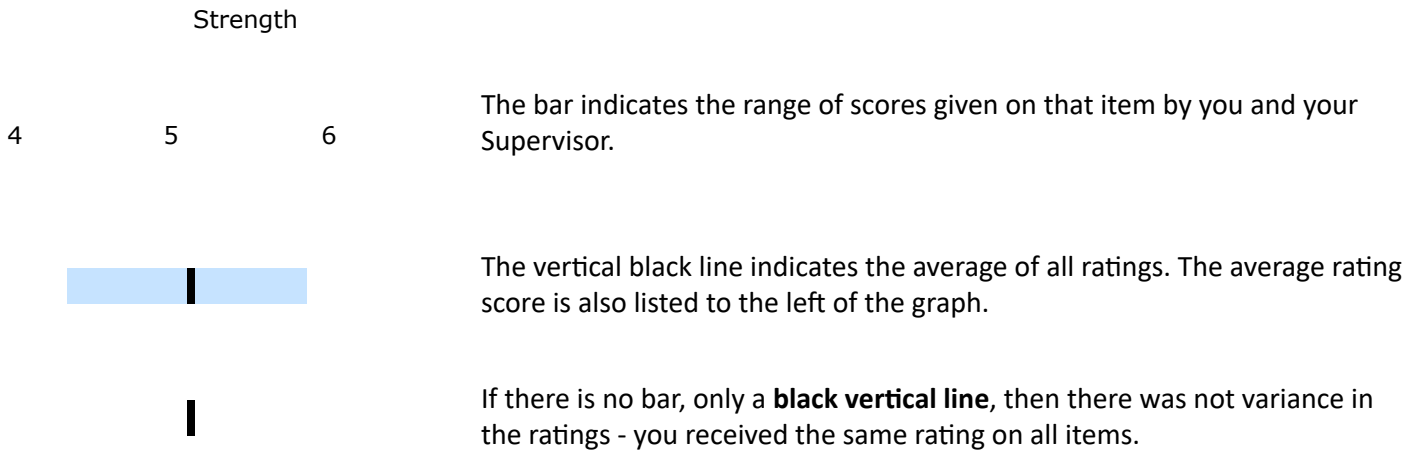 Strength
4 5 6
The bar indicates the range of scores given on that item by you and your
Supervisor.
The vertical black line indicates the average of all ratings. The average rating
score is also listed to the left of the graph.
If there is no bar, only a black vertical line, then there was not variance in
the ratings - you received the same rating on all items.